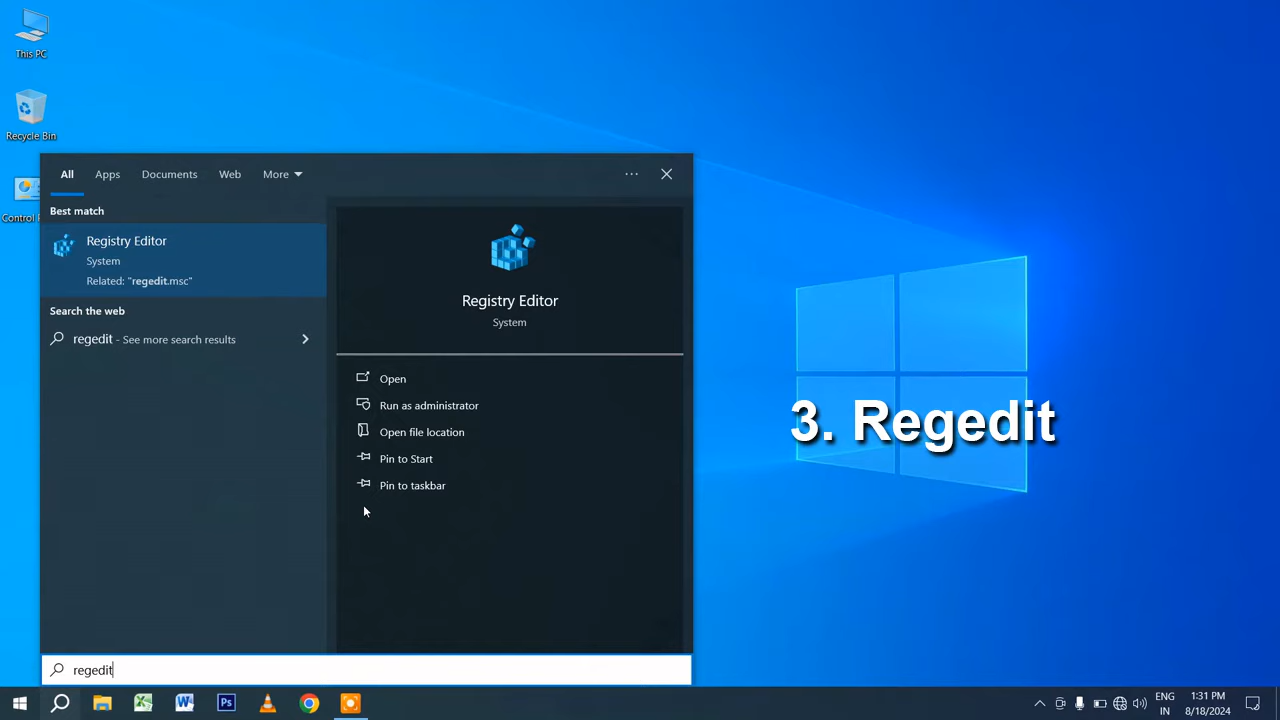 This PC
Recycle Bin
Control P
All Apps Documents Web More
Best match
Registry Editor
System
Related: "regedit.msc"
Search the web
regedit - See more search results
Registry Editor
System
Open
Run as administrator
Open file location
Pin to Start
Pin to taskbar
3. Regedit
regedit
Ps
ENG
IN
1:31 PM
8/18/2024